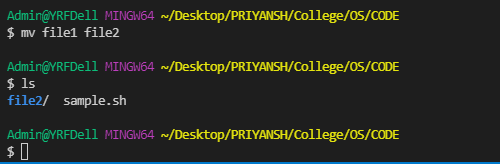 Admin@YRFDell MINGW64 ~/Desktop/PRIYANSH/College/OS/CODE
$ mv file1 file2
Admin@YRFDell MINGW64 ~/Desktop/PRIYANSH/College/OS/CODE
$ ls
file2/  sample.sh
Admin@YRFDell MINGW64 ~/Desktop/PRIYANSH/College/OS/CODE
$